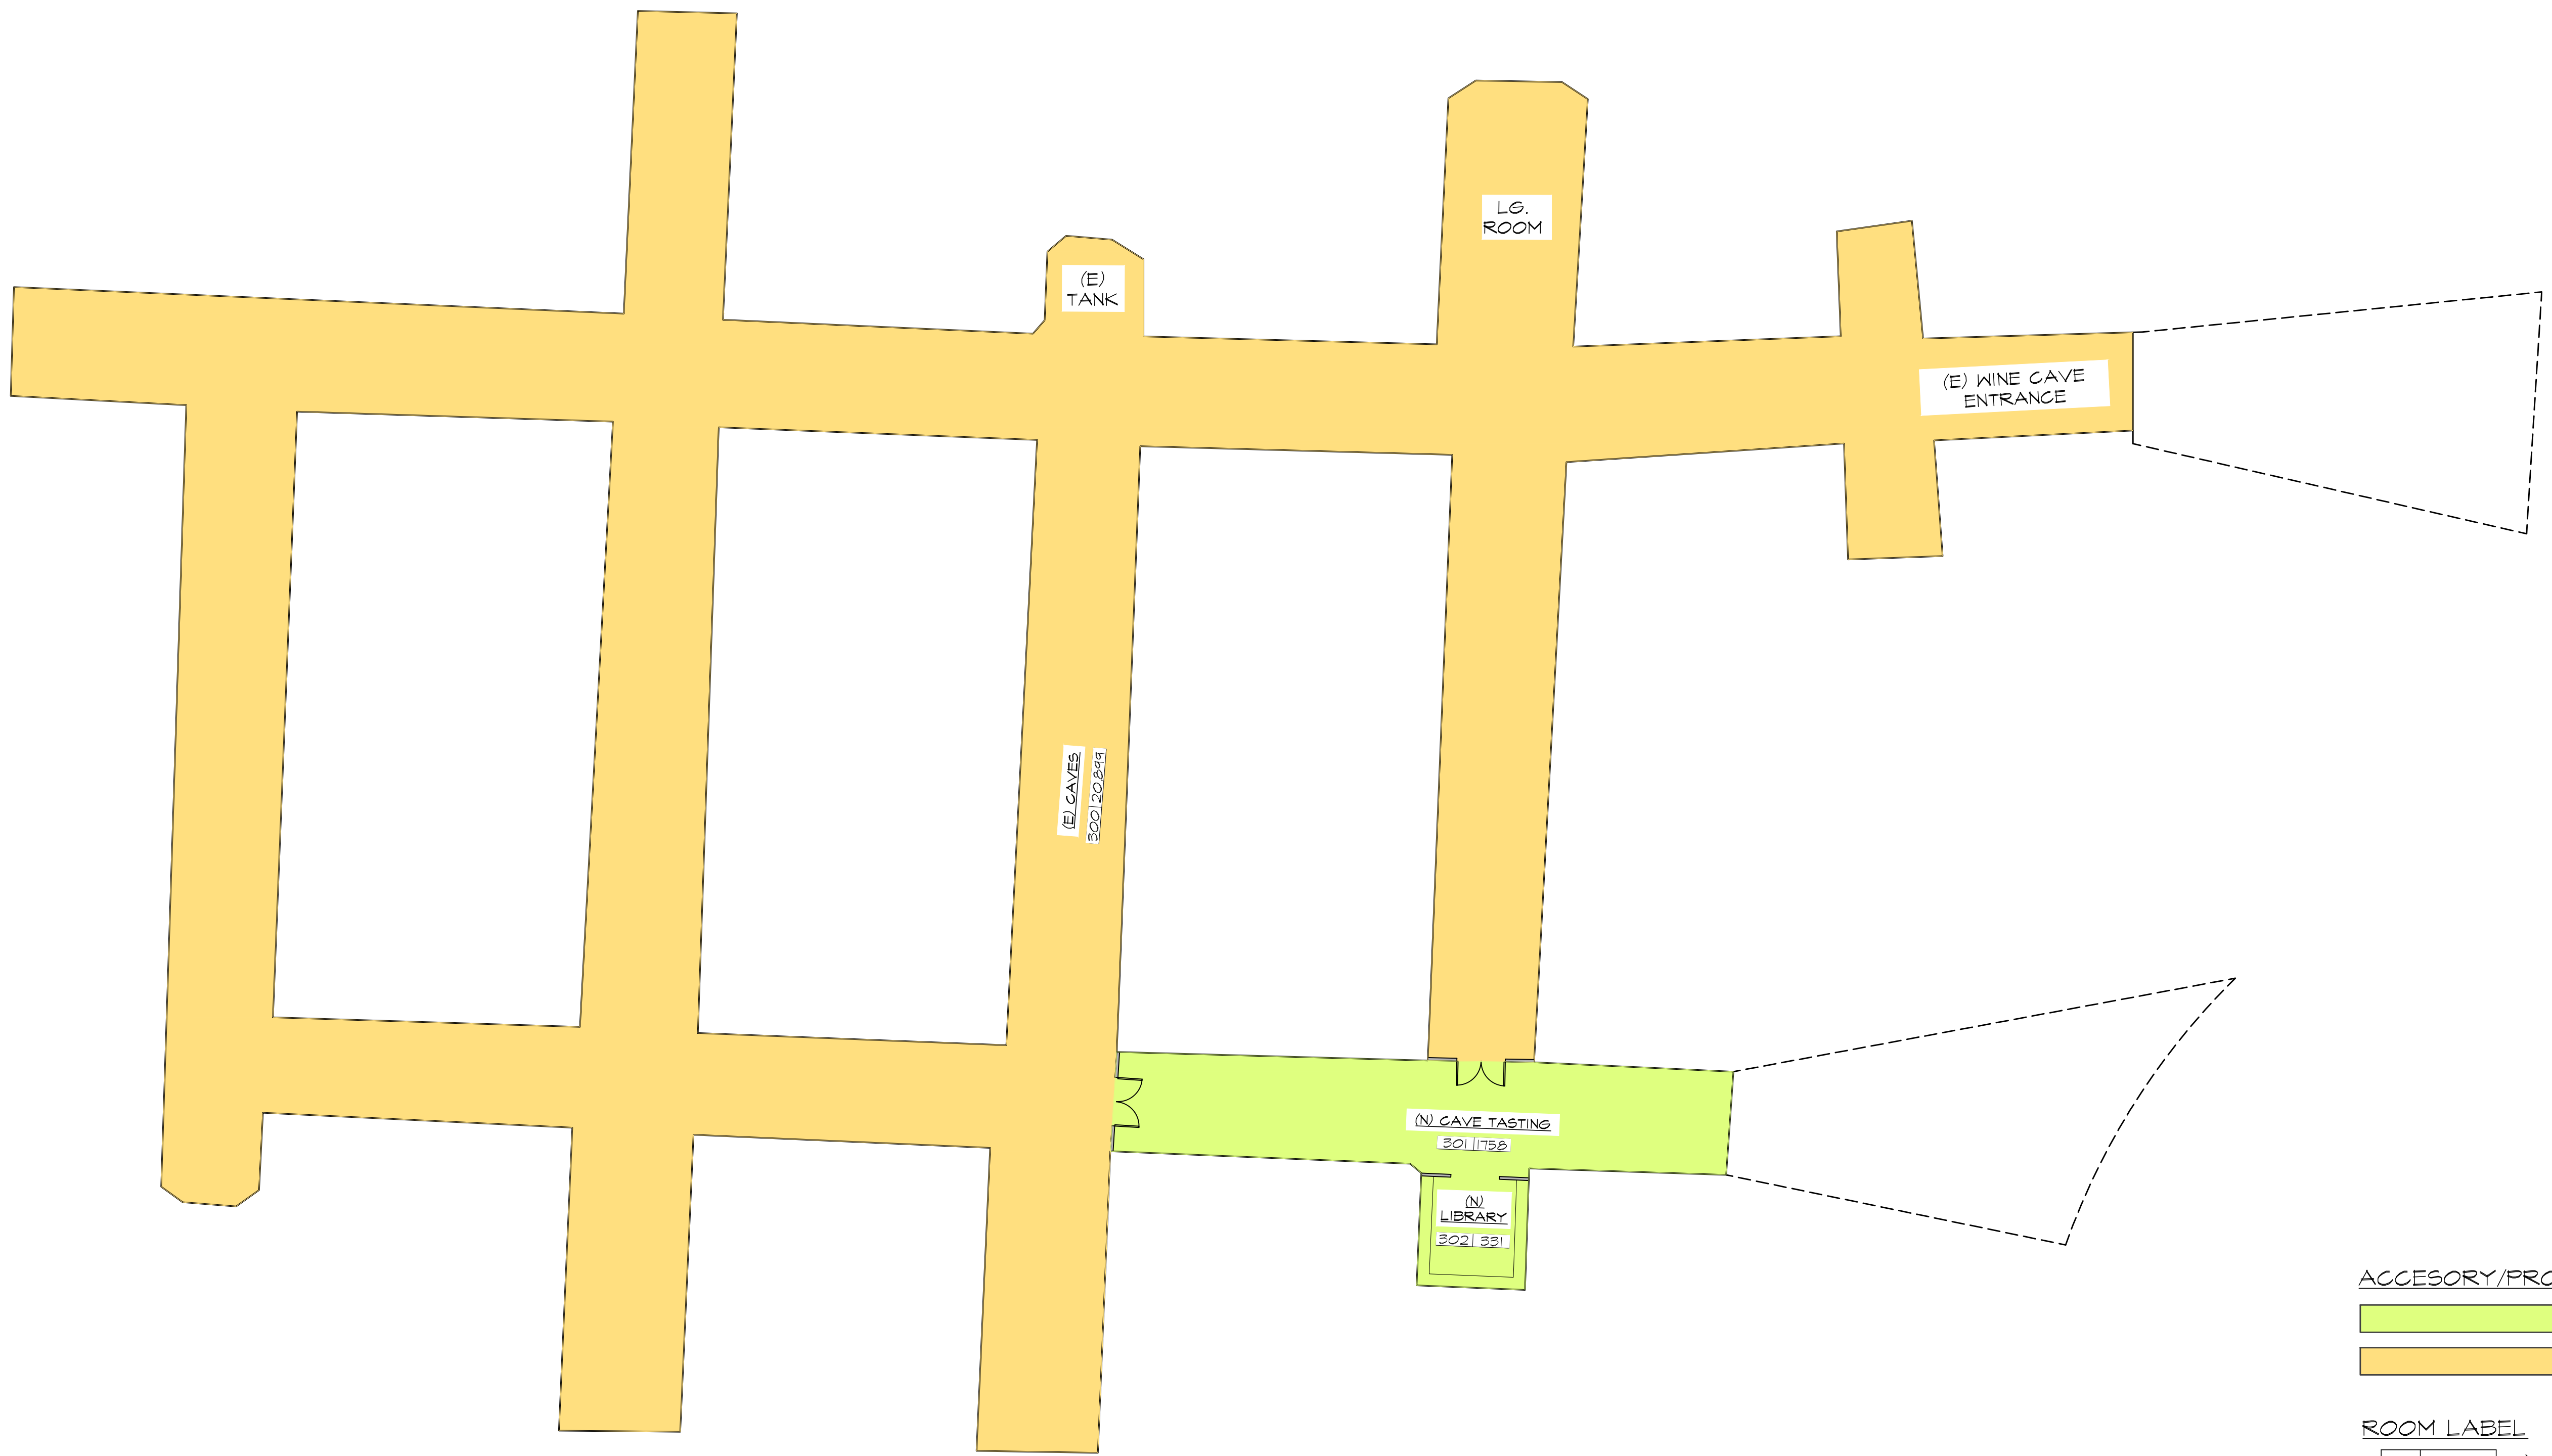 LG.
ROOM
(E)
TANK
(E) WINE CAVE
ENTRANCE
(E) CAVES
300 20,899
(N) CAVE TASTING
301 1758
(N)
LIBRARY
302 331
ACCESORY/PRO
ROOM LABEL